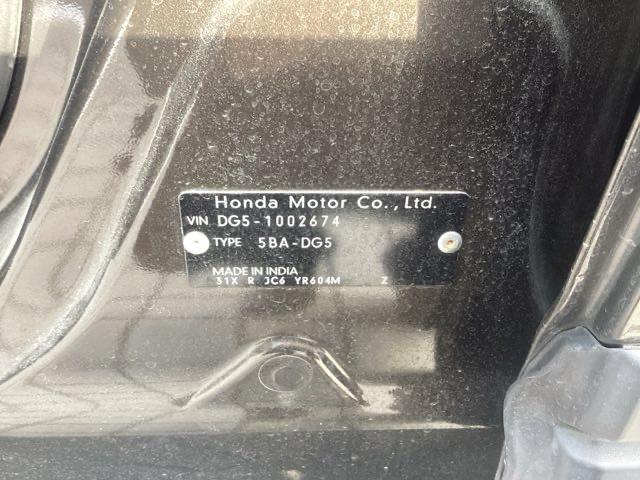 Honda Motor Co., Ltd.
VIN DG5-1002674
TYPE 5BA-DG5
MADE IN INDIA
31X R JC6 YR604M Z